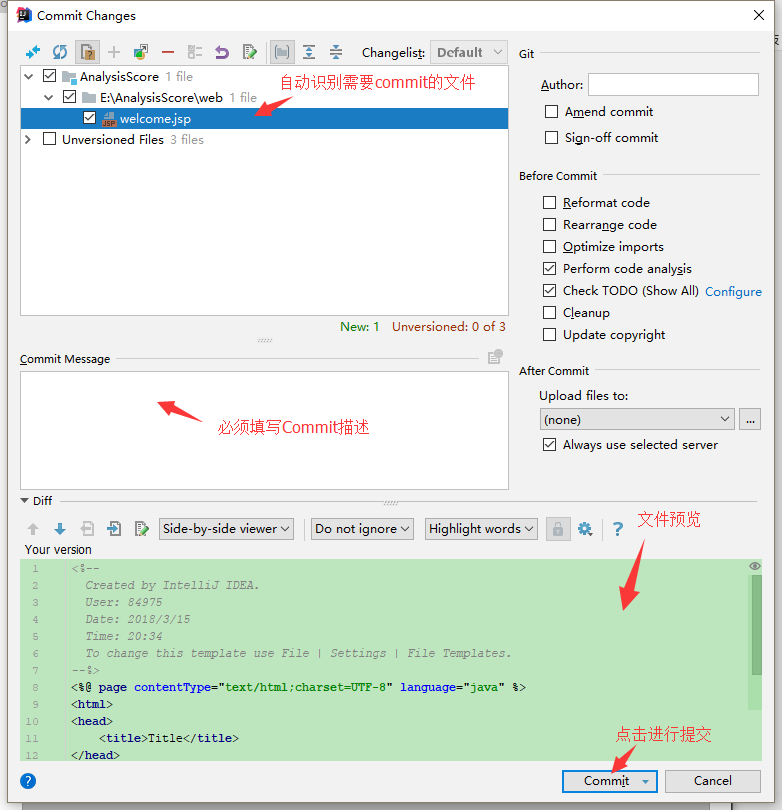 Commit Changes
Changelist: Default
AnalysisScore 1 file
E:\AnalysisScore\web 1 file
welcome.jsp
Unversioned Files 3 files
自动识别需要commit的文件
New: 1 Unversioned: 0 of 3
Commit Message
必须填写Commit描述
Git
Author:
Amend commit
Sign-off commit
Before Commit
Reformat code
Rearrange code
Optimize imports
Perform code analysis
Check TODO (Show All) Configure
Cleanup
Update copyright
After Commit
Upload files to:
(none) ...
Always use selected server
Diff
Side-by-side viewer Do not ignore Highlight words ?
文件预览
Your version
1 <%--
2 Created by IntelliJ IDEA.
3 User: 84975
4 Date: 2018/3/15
5 Time: 20:34
6 To change this template use File | Settings | File Templates.
7 --%>
8 <%@ page contentType="text/html;charset=UTF-8" language="java" %>
9 <html>
10 <head>
11 <title>Title</title>
12 </head>
点击进行提交
? Commit Cancel